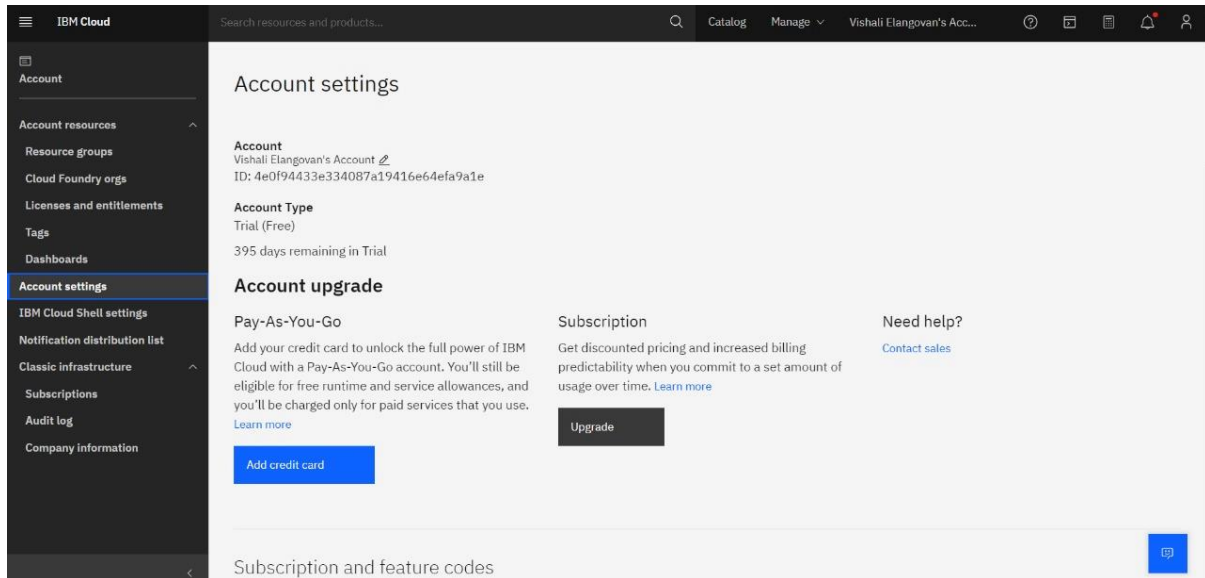 IBM Cloud
Search resources and products...
Catalog
Manage
Vishali Elangovan's Acc...
Account
Account resources
Resource groups
Cloud Foundry orgs
Licenses and entitlements
Tags
Dashboards
Account settings
IBM Cloud Shell settings
Notification distribution list
Classic infrastructure
Subscriptions
Audit log
Company information
Account settings
Account
Vishali Elangovan's Account
ID: 4e0f94433e334087a19416e64efa9a1e
Account Type
Trial (Free)
395 days remaining in Trial
Account upgrade
Pay-As-You-Go
Add your credit card to unlock the full power of IBM
Cloud with a Pay-As-You-Go account. You'll still be
eligible for free runtime and service allowances, and
you'll be charged only for paid services that you use.
Learn more
Add credit card
Subscription
Get discounted pricing and increased billing
predictability when you commit to a set amount of
usage over time. Learn more
Upgrade
Need help?
Contact sales
Subscription and feature codes